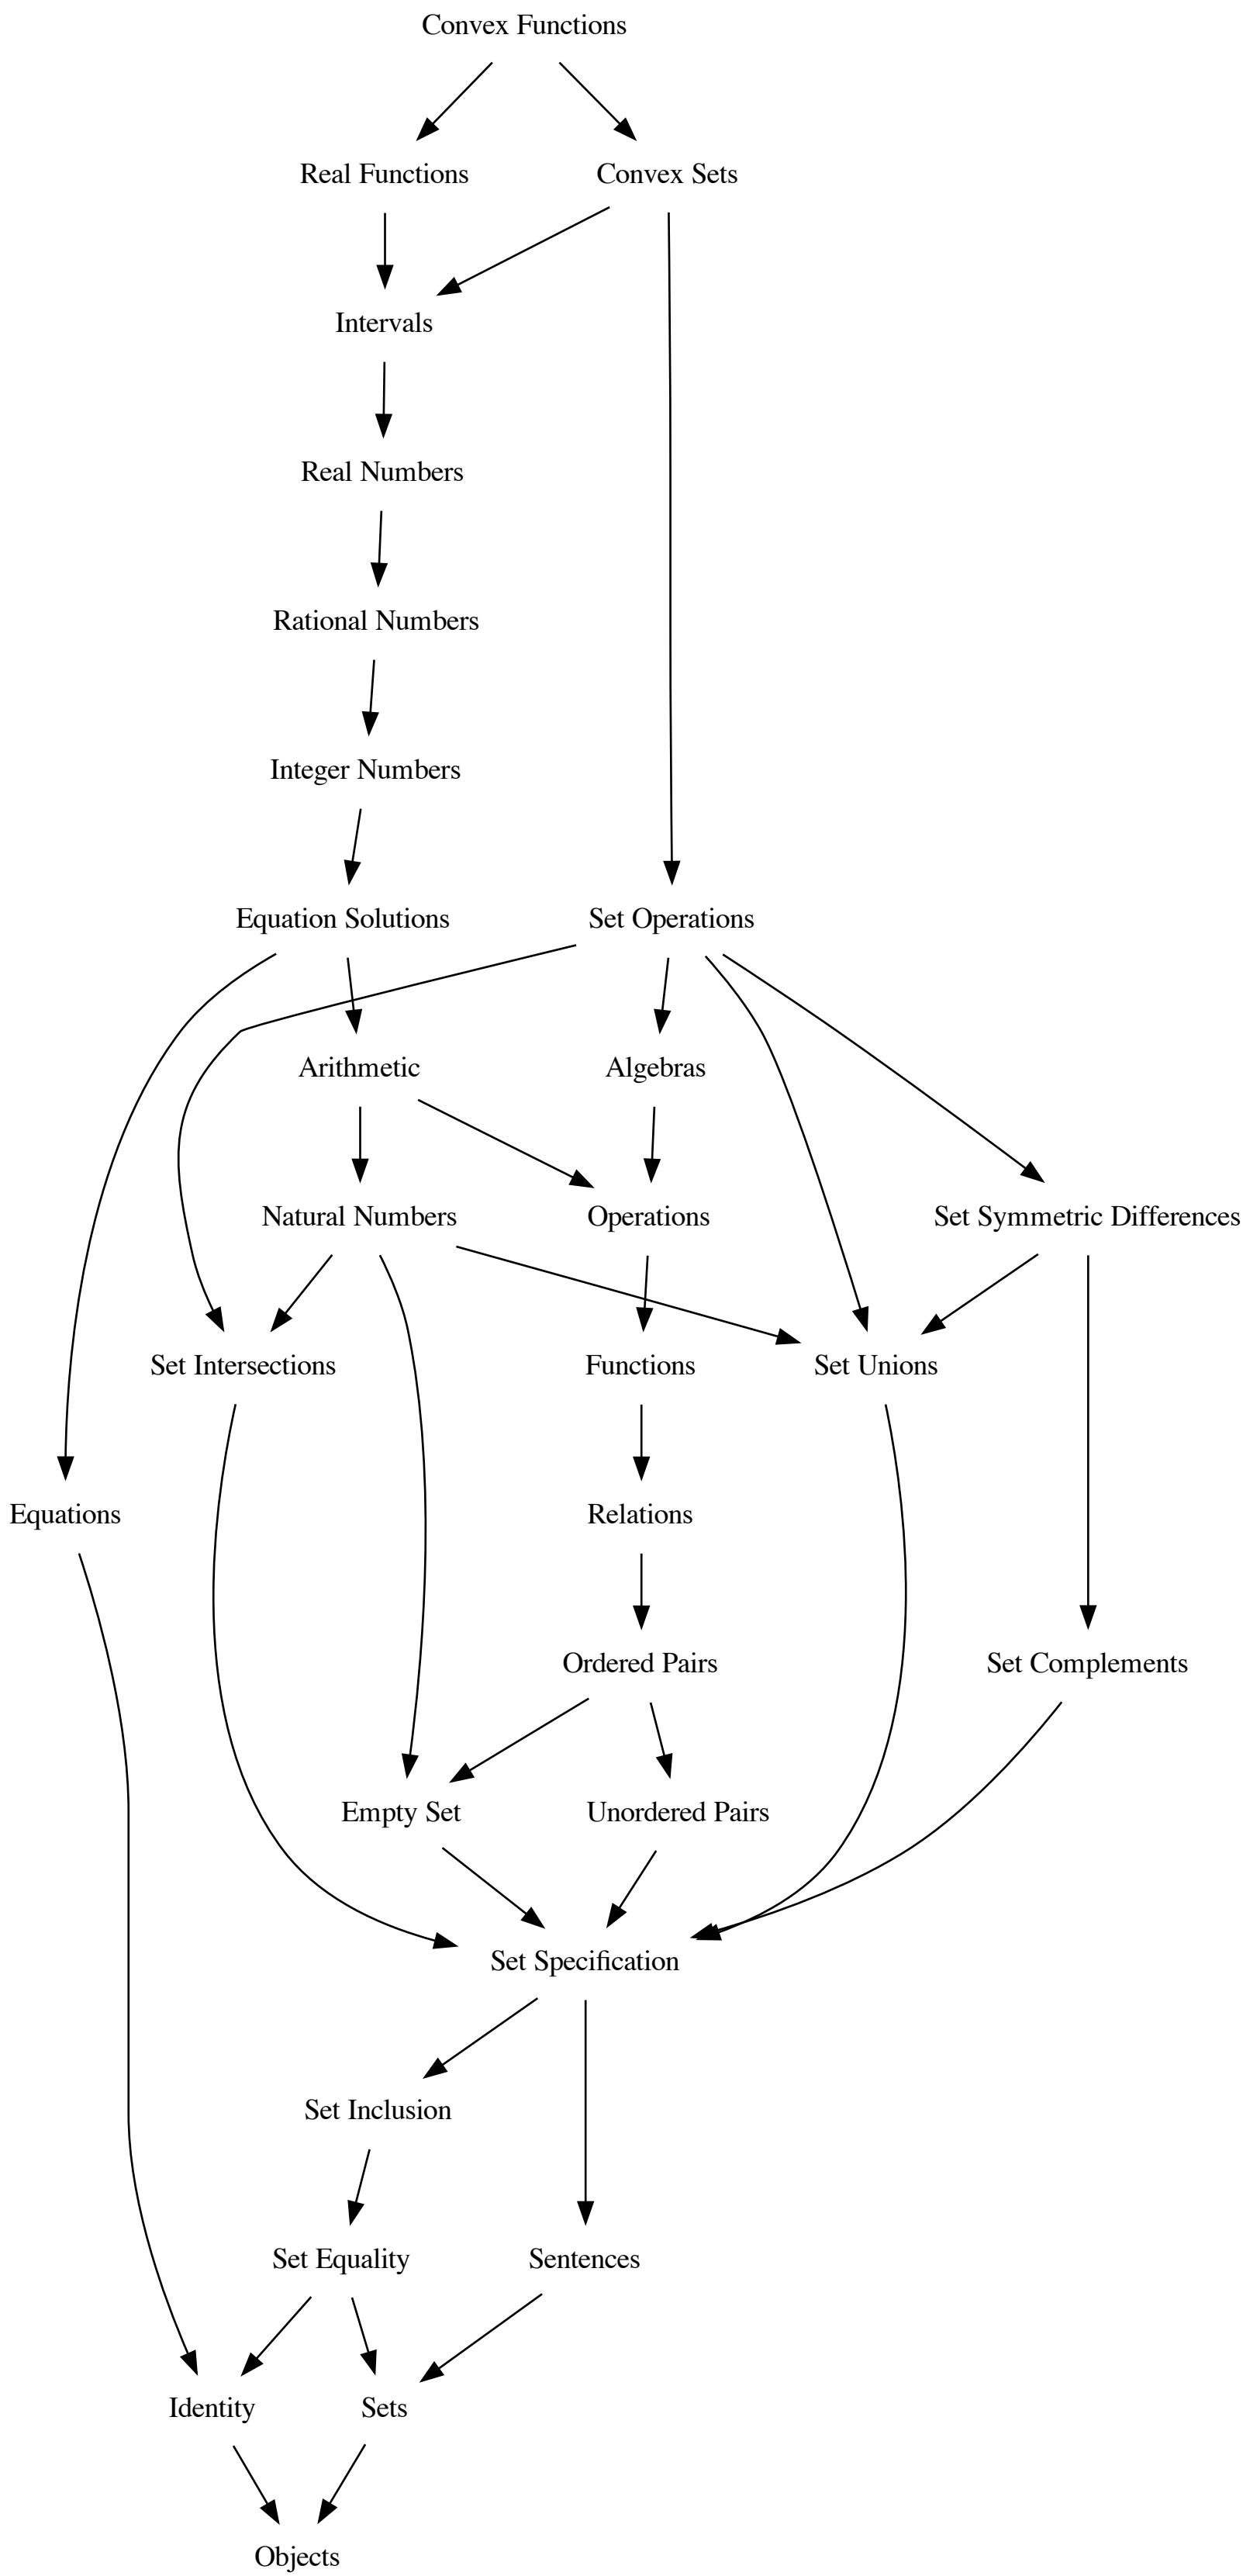 Convex Functions
Real Functions
Convex Sets
Intervals
Real Numbers
Rational Numbers
Integer Numbers
Equation Solutions
Set Operations
Arithmetic
Algebras
Natural Numbers
Operations
Set Symmetric Differences
Set Intersections
Functions
Set Unions
Equations
Relations
Ordered Pairs
Set Complements
Empty Set
Unordered Pairs
Set Specification
Set Inclusion
Set Equality
Sentences
Identity
Sets
Objects